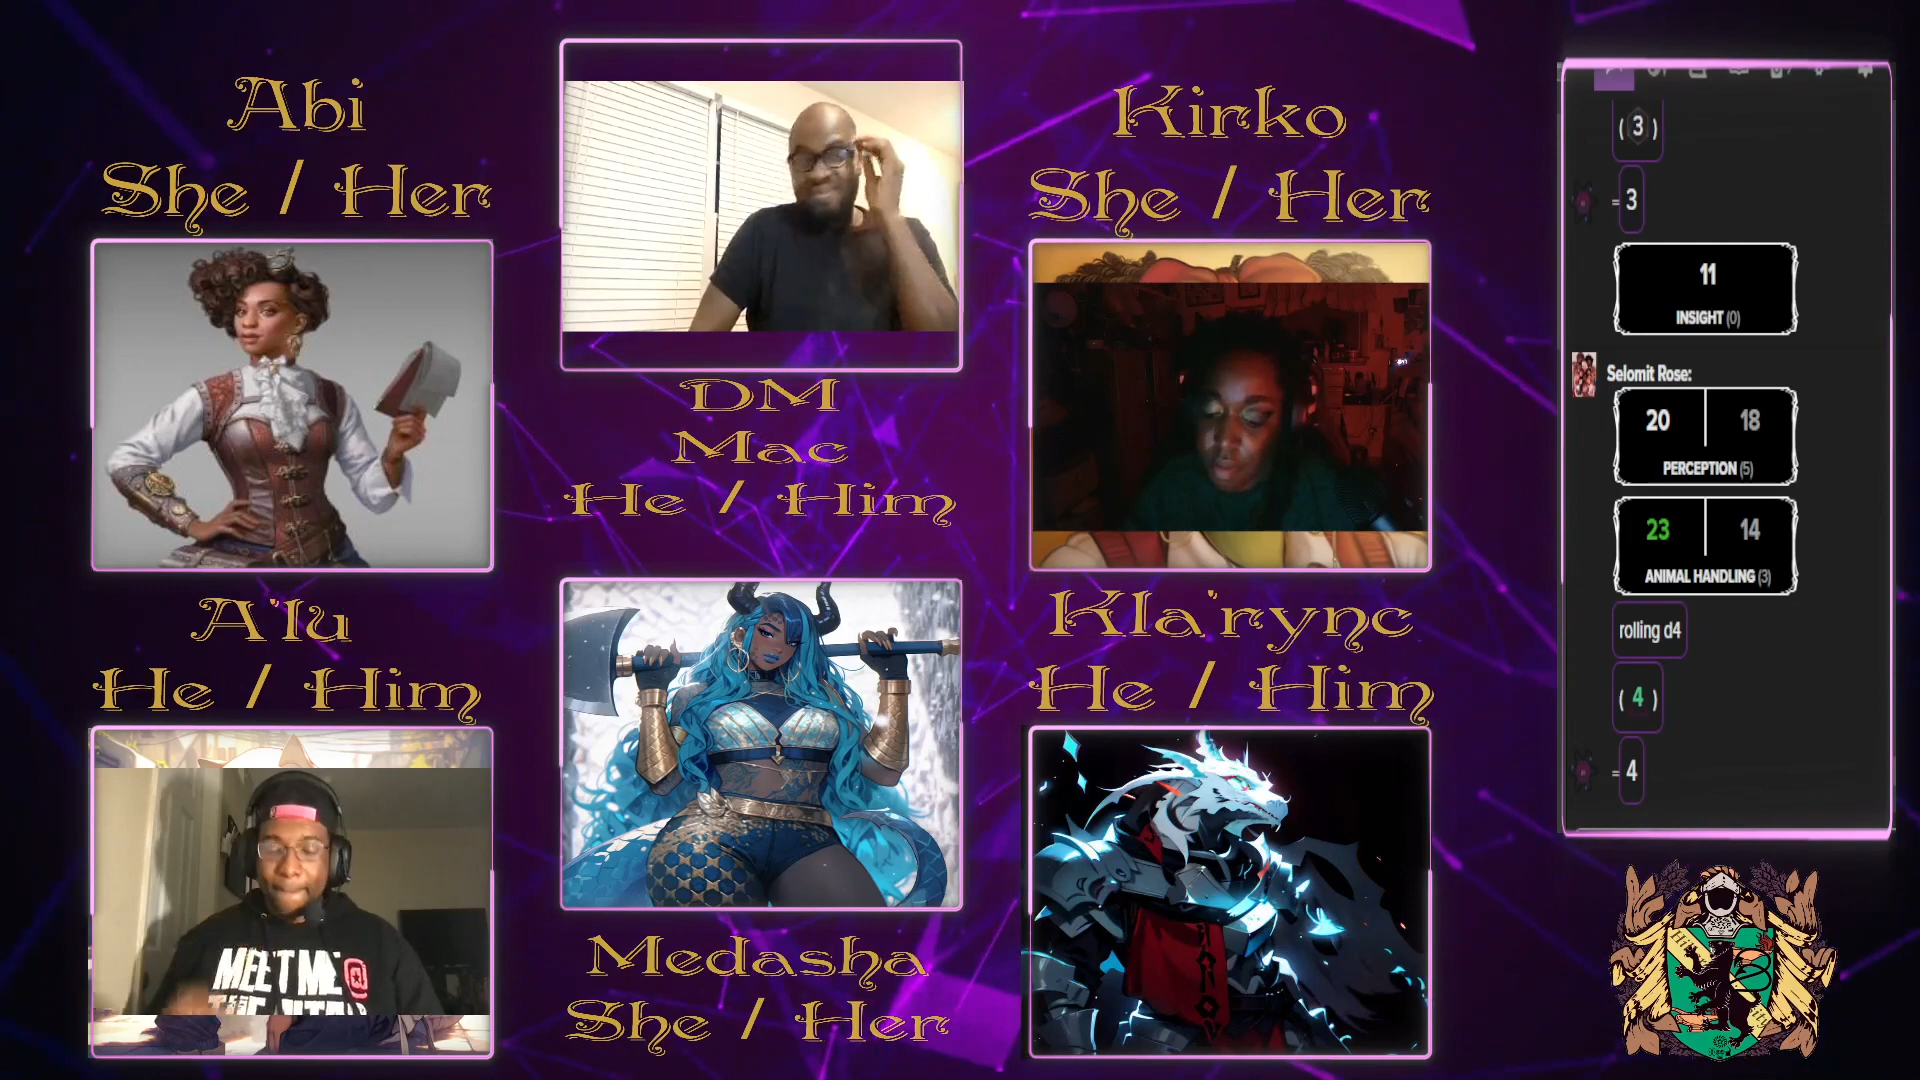 Abi
She / Her
DM
Mac
He / Him
Kirko
She / Her
A'lu
He / Him
MEET ME
Medasha
She / Her
Kla'rync
He / Him
( 3 )
= 3
11
INSIGHT (0)
Selomit Rose:
20 18
PERCEPTION (5)
23 14
ANIMAL HANDLING (3)
rolling d4
( 4 )
= 4